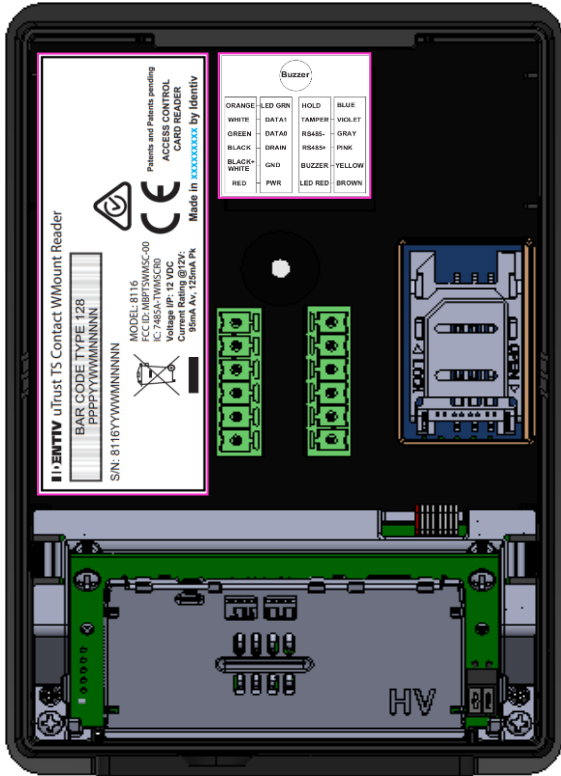 IDENTIV uTrust TS Contact WMount Reader
BAR CODE TYPE 128
PPPPYYWWMNNNNN
S/N: 8116YYWWMNNNNN
MODEL: 8116
FCC ID: MBPTSWMSC-00
IC: 7485A-TWMSCR0
Voltage I/P: 12 VDC
Current Rating @12V:
95mA Av, 125mA Pk
Patents and Patents pending
ACCESS CONTROL
CARD READER
CE
Made in xxxxxxxxx by Identiv
Buzzer
ORANGE LED GRN HOLD BLUE
WHITE DATA1 TAMPER VIOLET
GREEN DATA0 RS485- GRAY
BLACK DRAIN RS485+ PINK
BLACK+
WHITE GND BUZZER YELLOW
RED PWR LED RED BROWN
LOCK
OPEN
HV